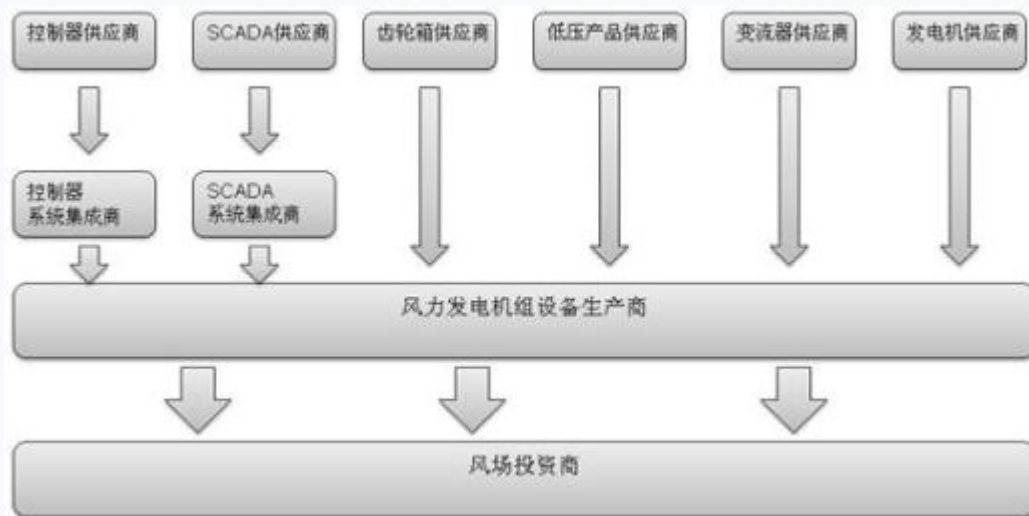 控制器供应商
SCADA供应商
齿轮箱供应商
低压产品供应商
变流器供应商
发电机供应商
控制器
系统集成商
SCADA
系统集成商
风力发电机组设备生产商
风场投资商